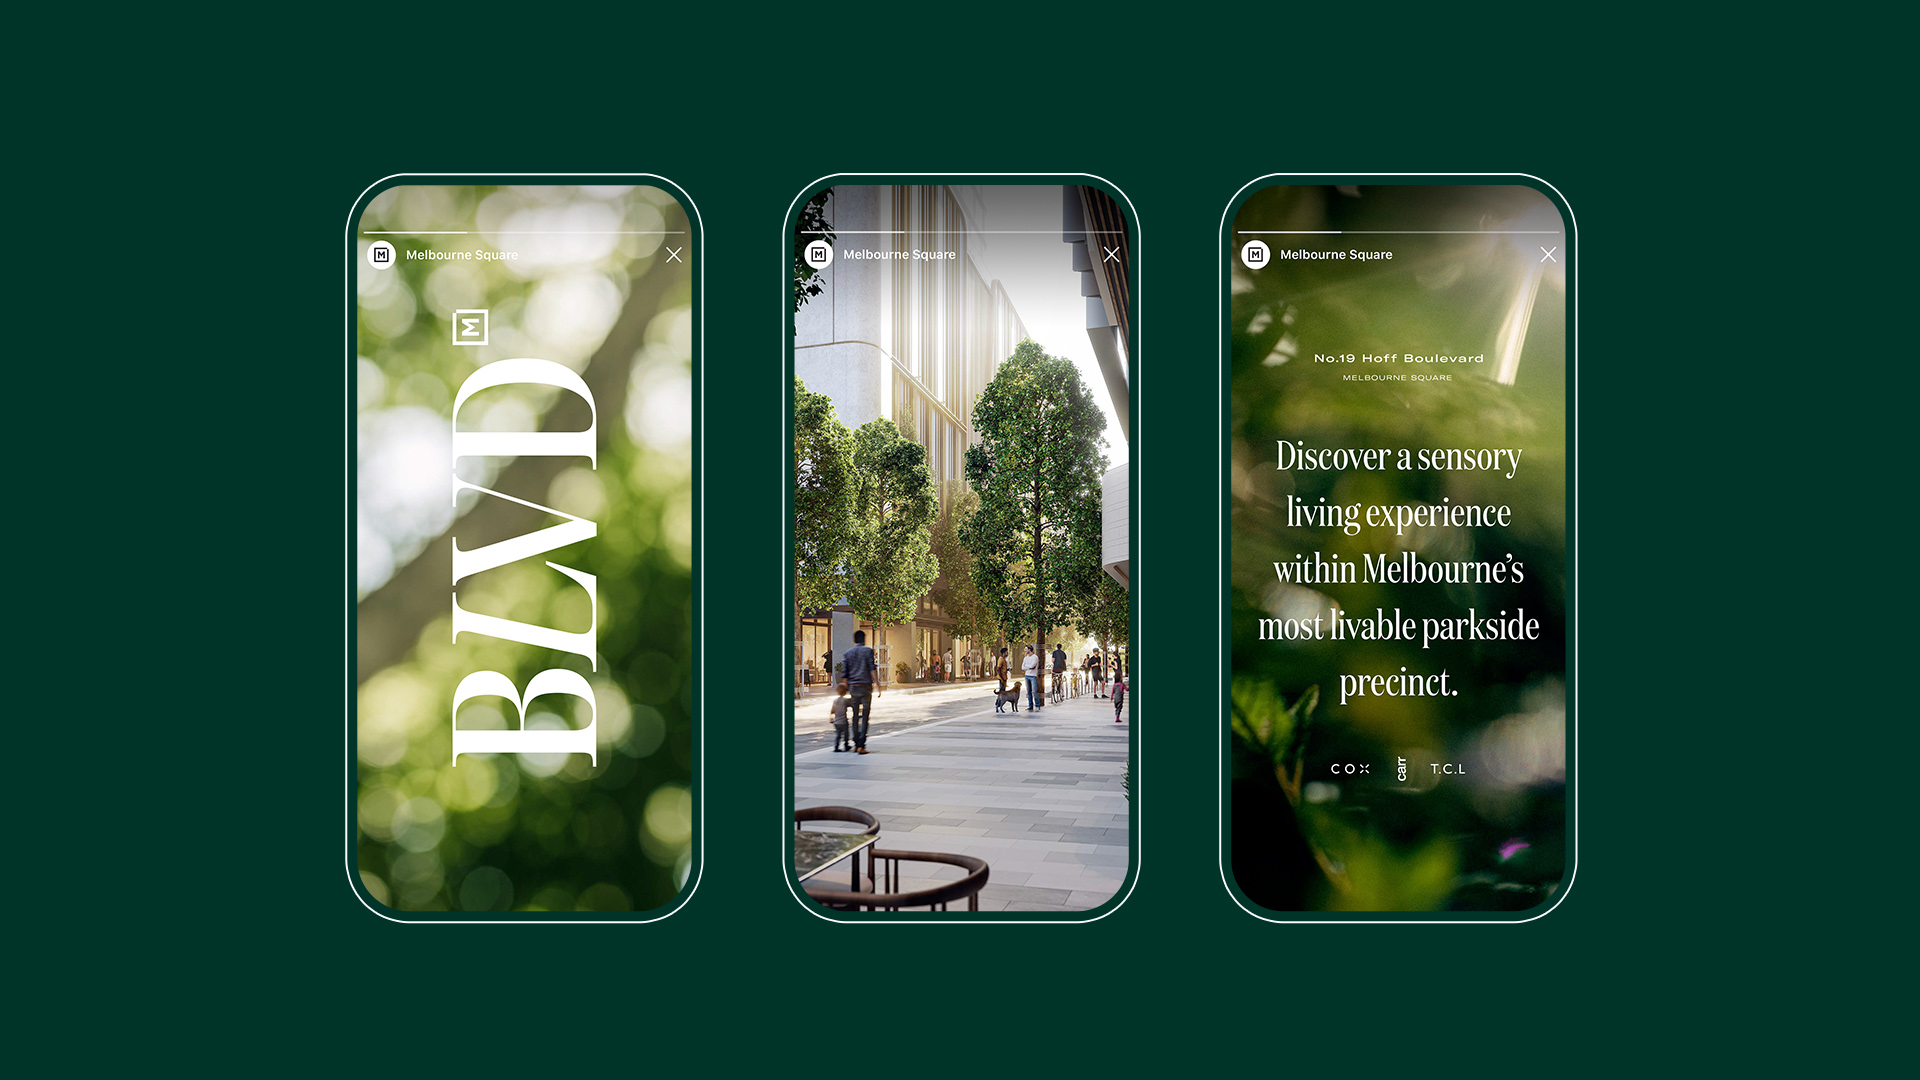 M Melbourne Square
BLVD M
M Melbourne Square
M Melbourne Square
No.19 Hoff Boulevard
MELBOURNE SQUARE
Discover a sensory
living experience
within Melbourne’s
most livable parkside
precinct.
COX carr T.C.L